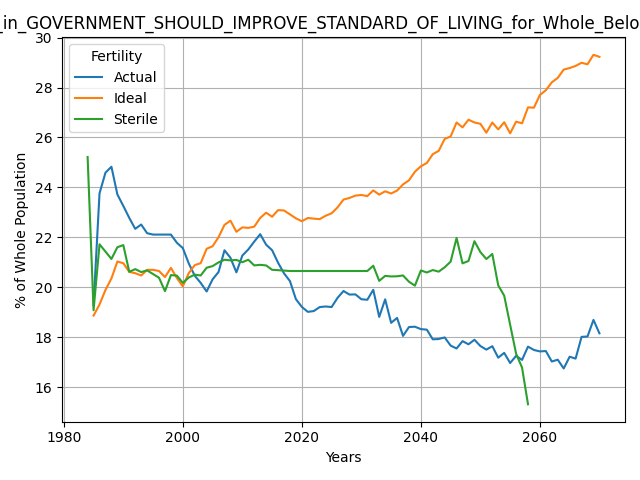 _in_GOVERNMENT_SHOULD_IMPROVE_STANDARD_OF_LIVING_for_Whole_Belo
Fertility
Actual
Ideal
Sterile
% of Whole Population
30
28
26
24
22
20
18
16
1980
2000
2020
2040
2060
Years